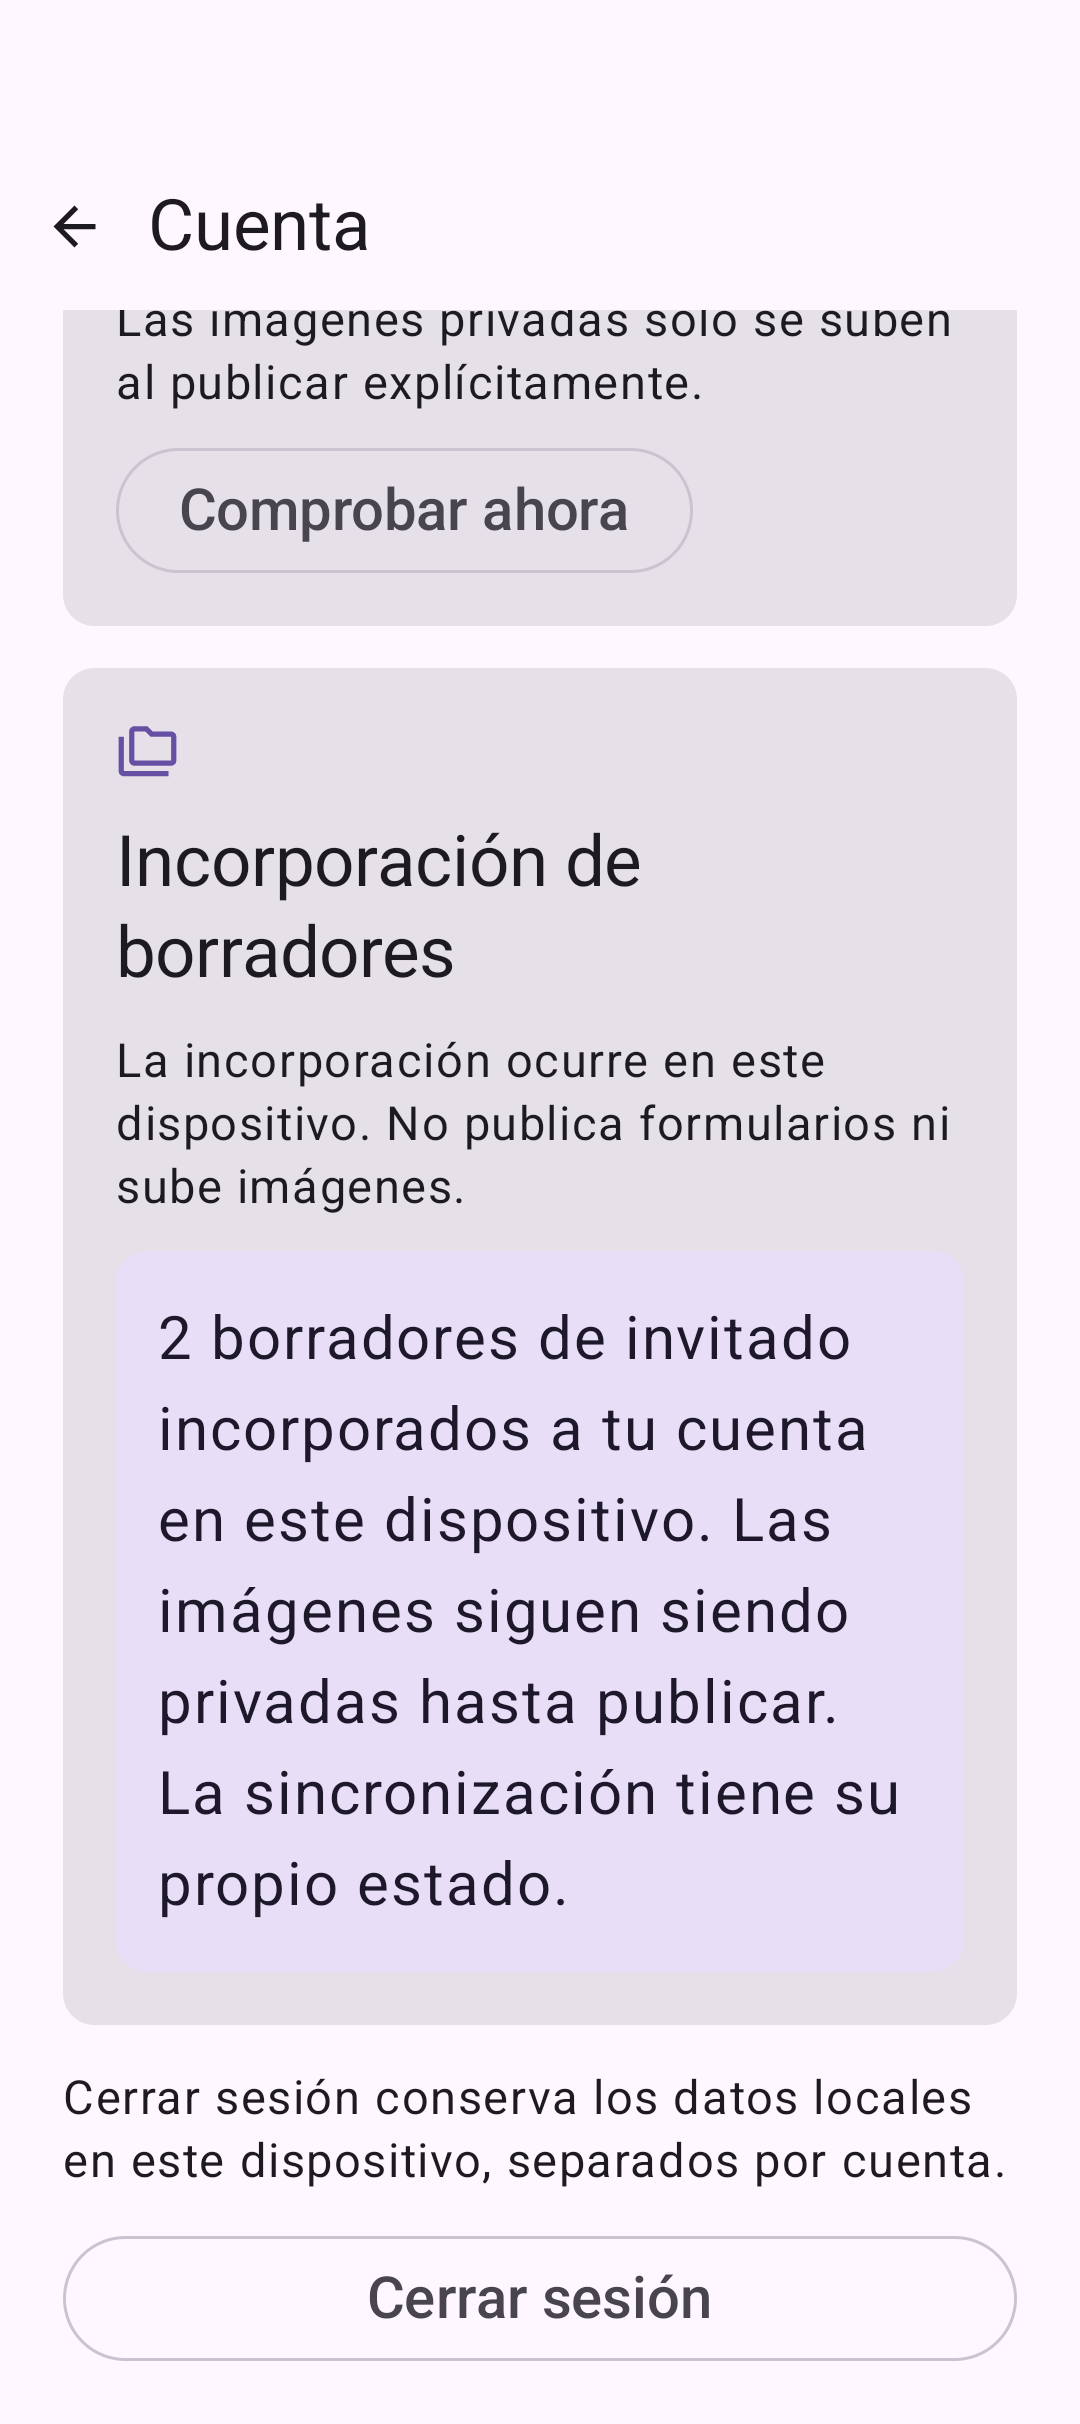 Cuenta
Las imágenes privadas solo se suben
al publicar explícitamente.
Comprobar ahora
Incorporación de
borradores
La incorporación ocurre en este
dispositivo. No publica formularios ni
sube imágenes.
2 borradores de invitado
incorporados a tu cuenta
en este dispositivo. Las
imágenes siguen siendo
privadas hasta publicar.
La sincronización tiene su
propio estado.
Cerrar sesión conserva los datos locales
en este dispositivo, separados por cuenta.
Cerrar sesión